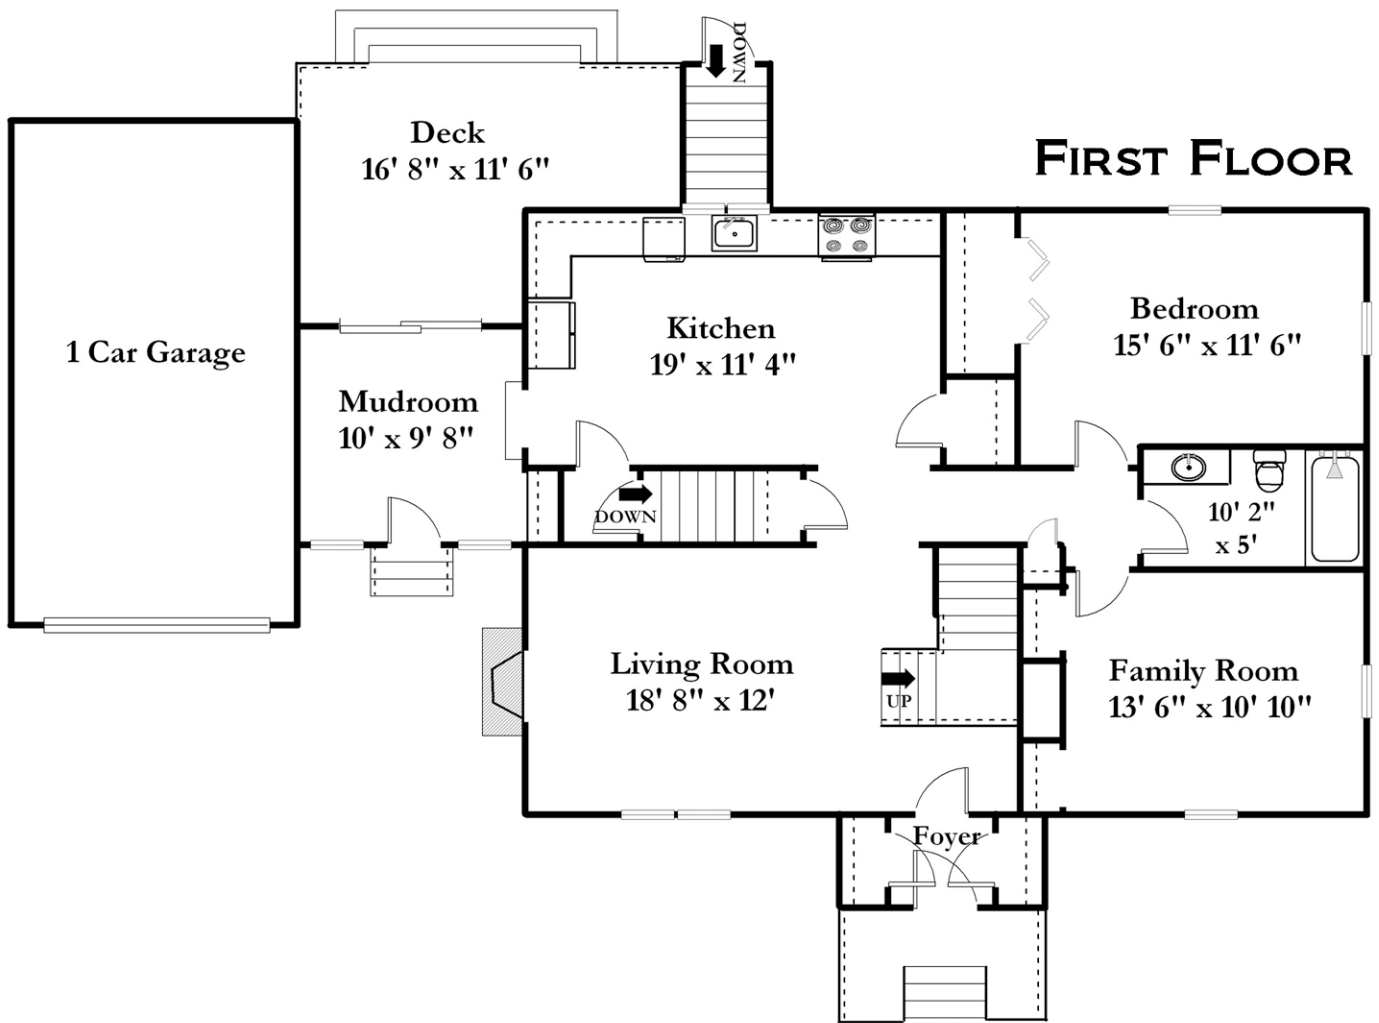 DOWN
FIRST FLOOR
Deck
16' 8" x 11' 6"
1 Car Garage
Kitchen
19' x 11' 4"
Bedroom
15' 6" x 11' 6"
Mudroom
10' x 9' 8"
DOWN
10' 2"
x 5'
Living Room
18' 8" x 12'
UP
Family Room
13' 6" x 10' 10"
Foyer